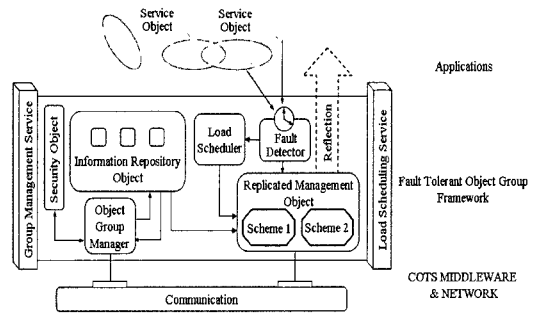 Service
Object
Service
Object
Applications
Group Management Service
Security Object
Information Repository
Object
Load
Scheduler
Fault
Detector
Reflection
Load Scheduling Service
Object
Group
Manager
Replicated Management
Object
Scheme 1
Scheme 2
Fault Tolerant Object Group
Framework
Communication
COTS MIDDLEWARE
& NETWORK